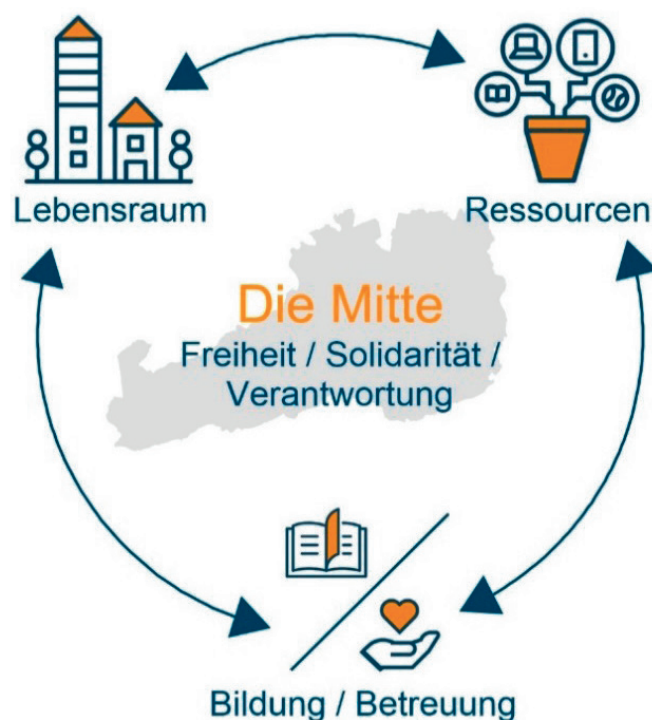 Lebensraum
Ressourcen
Die Mitte
Freiheit / Solidarität /
Verantwortung
Bildung / Betreuung